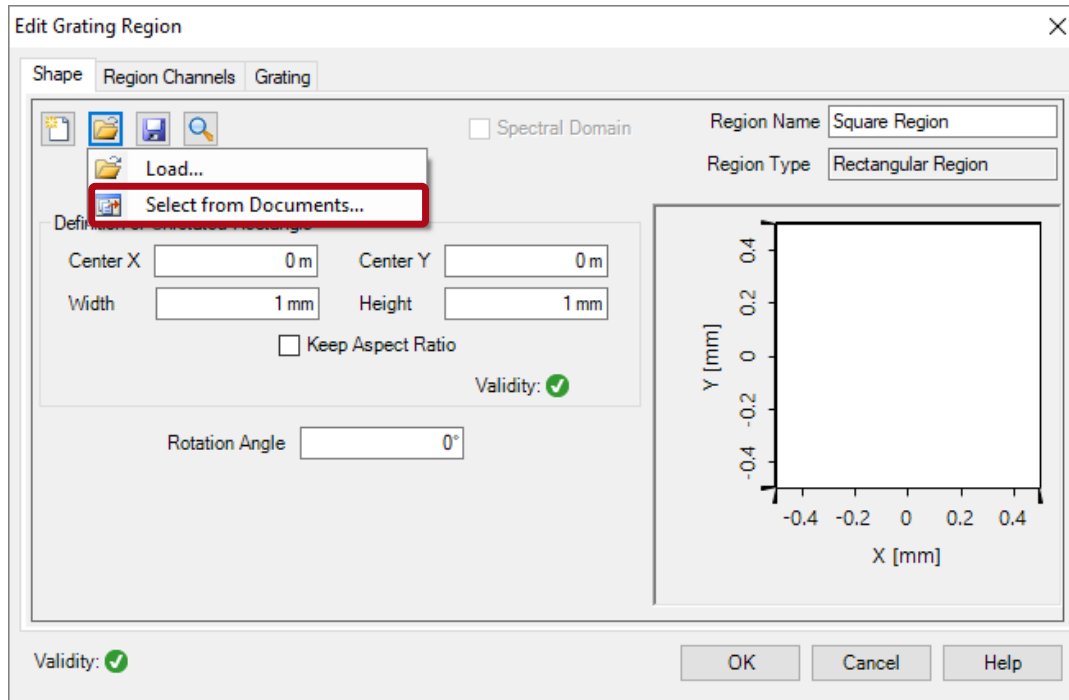 Edit Grating Region
Shape Region Channels Grating
Spectral Domain
Region Name Square Region
Region Type Rectangular Region
Load...
Select from Documents...
Center X 0 m Center Y 0 m
Width 1 mm Height 1 mm
Keep Aspect Ratio
Validity:
Rotation Angle 0°
Y [mm]
0.4
0.2
0
-0.2
-0.4
-0.4 -0.2 0 0.2 0.4
X [mm]
Validity:
OK Cancel Help